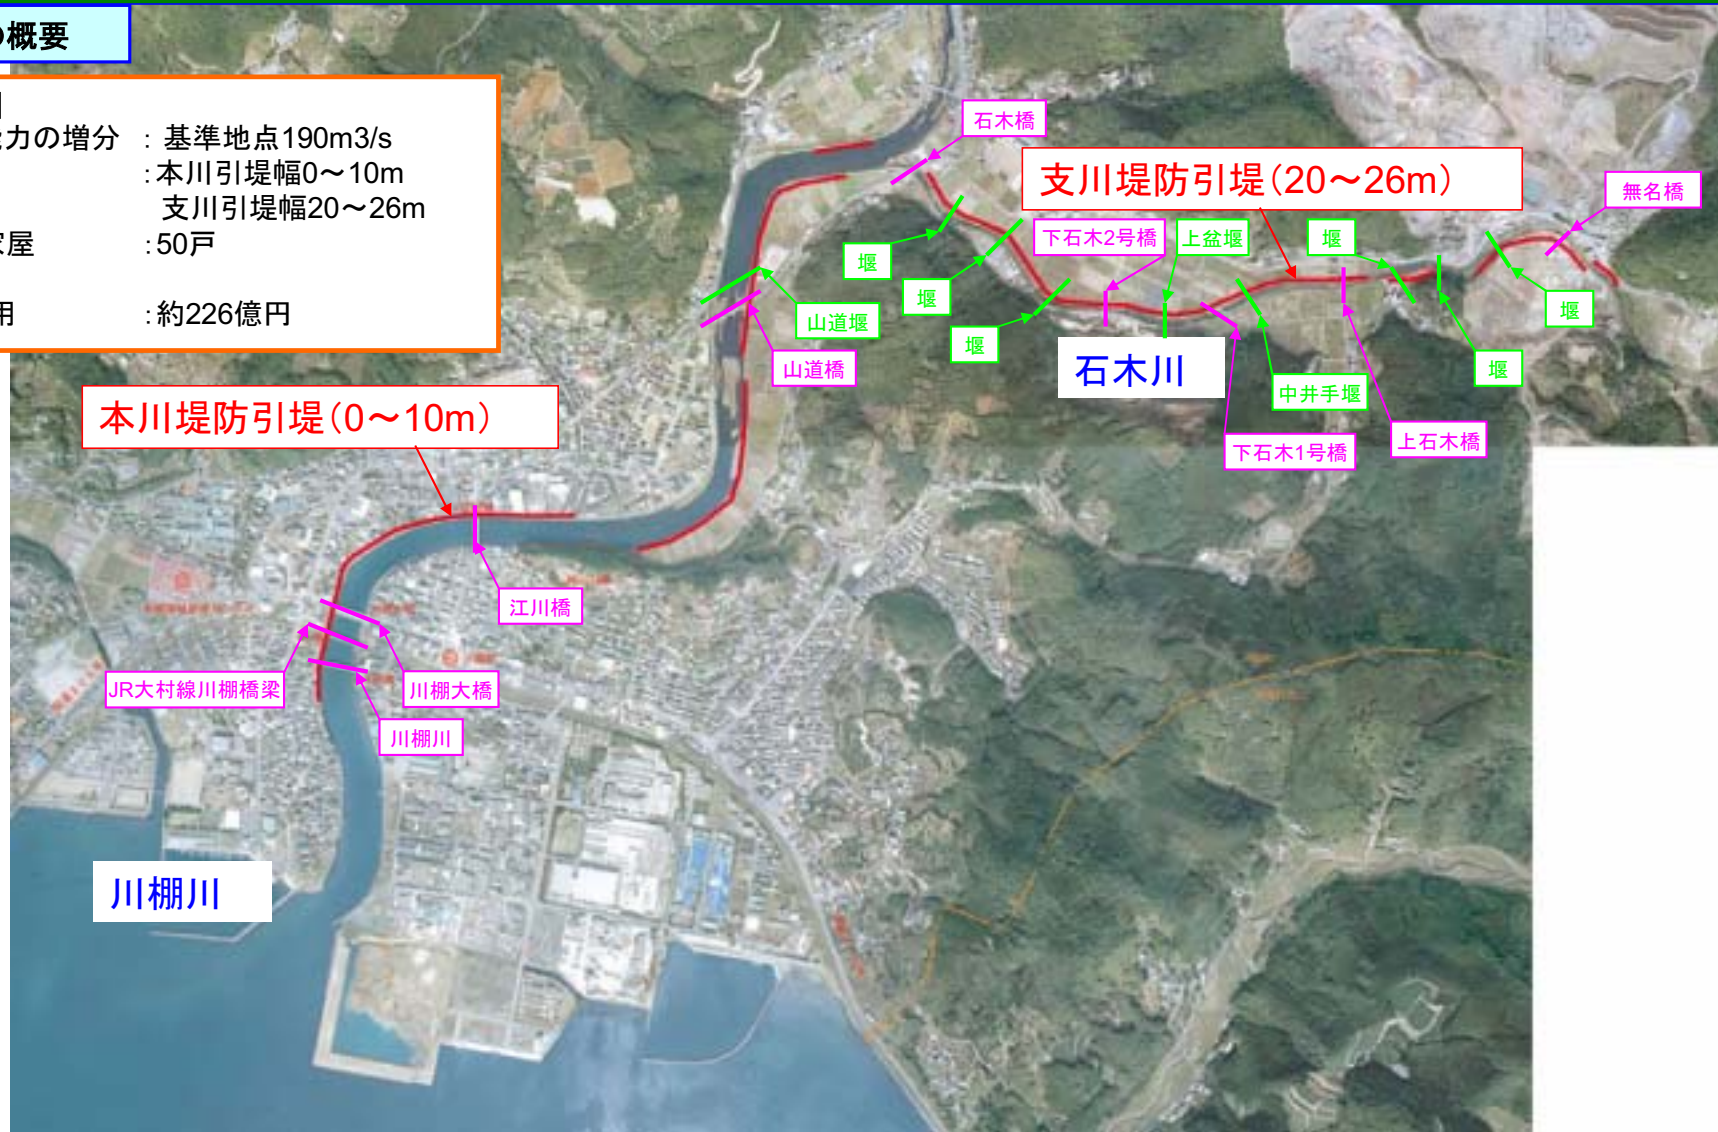 の概要
力の増分 : 基準地点190m3/s
:本川引堤幅0~10m
支川引堤幅20~26m
家屋 :50戸
用 :約226億円
石木橋
支川堤防引堤(20~26m)
無名橋
下石木2号橋
上盆堰
堰
堰
堰
堰
山道堰
堰
石木川
山道橋
堰
中井手堰
本川堤防引堤(0~10m)
下石木1号橋
上石木橋
江川橋
JR大村線川棚橋梁
川棚大橋
川棚川
川棚川